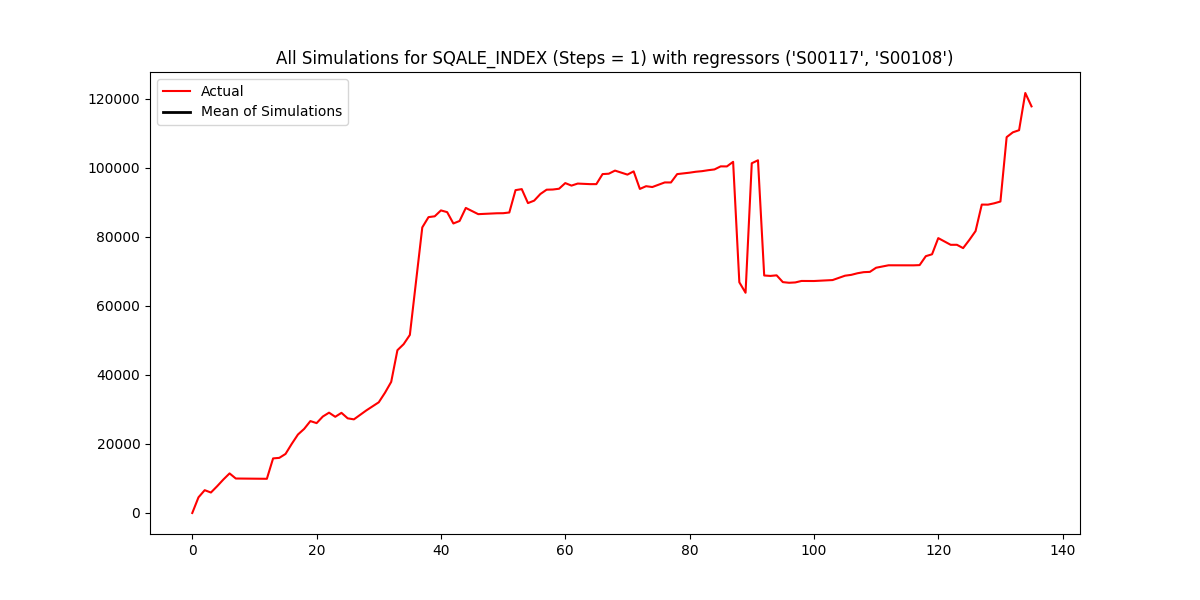 All Simulations for SQALE_INDEX (Steps = 1) with regressors ('S00117', 'S00108')
Actual
Mean of Simulations
120000
100000
80000
60000
40000
20000
0
0 20 40 60 80 100 120 140